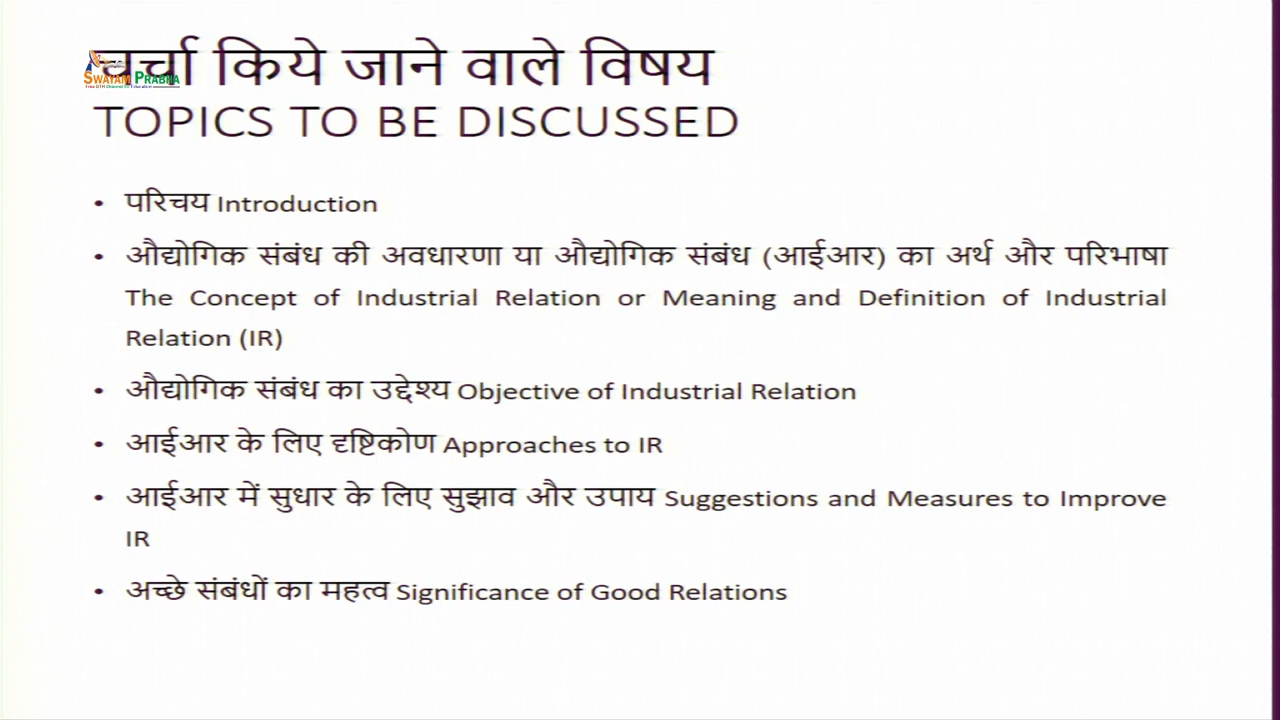 चर्चा किये जाने वाले विषय
SWAYAM PRABHA
TOPICS TO BE DISCUSSED
• परिचय Introduction
• औद्योगिक संबंध की अवधारणा या औद्योगिक संबंध (आईआर) का अर्थ और परिभाषा
The Concept of Industrial Relation or Meaning and Definition of Industrial
Relation (IR)
• औद्योगिक संबंध का उद्देश्य Objective of Industrial Relation
• आईआर के लिए दृष्टिकोण Approaches to IR
• आईआर में सुधार के लिए सुझाव और उपाय Suggestions and Measures to Improve
IR
• अच्छे संबंधों का महत्व Significance of Good Relations